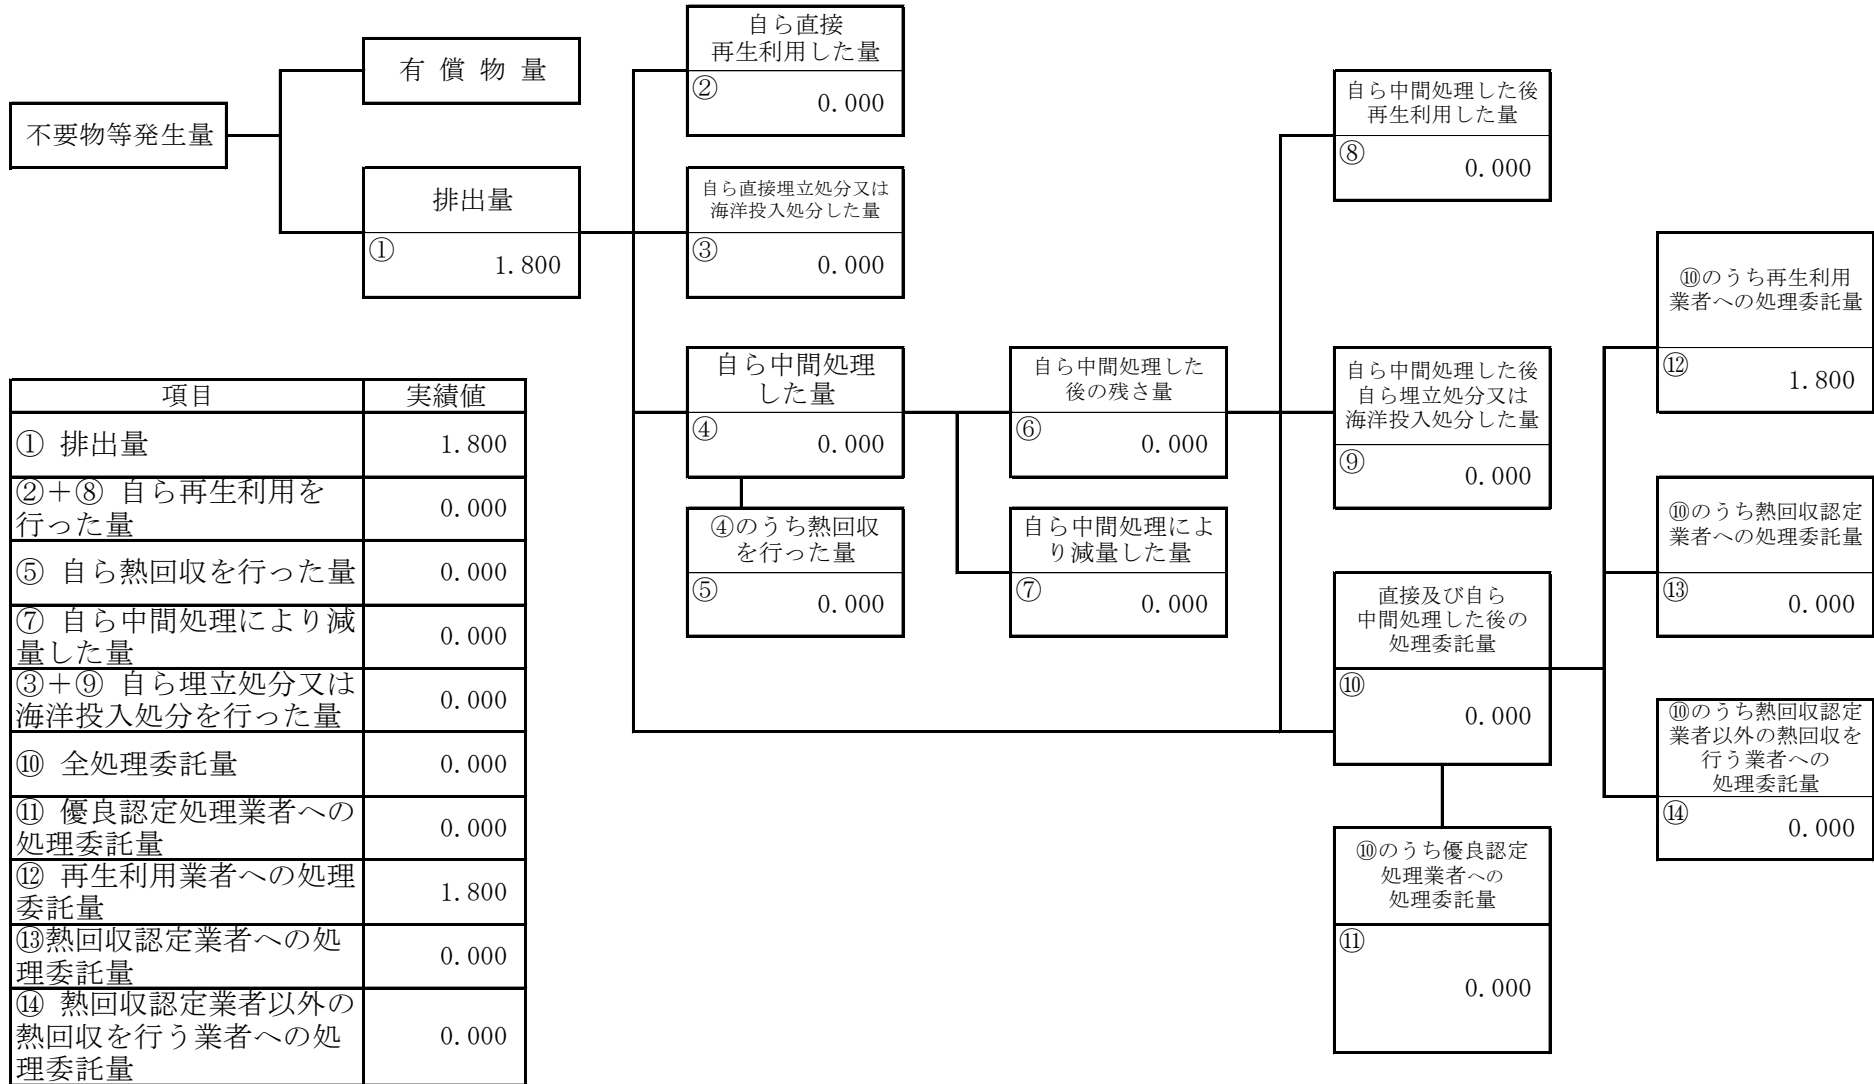 不要物等発生量
有 償 物 量
排出量
①
1.800
自ら直接
再生利用した量
②
0.000
自ら直接埋立処分又は
海洋投入処分した量
③
0.000
自ら中間処理
した量
④
0.000
④のうち熱回収
を行った量
⑤
0.000
自ら中間処理した
後の残さ量
⑥
0.000
自ら中間処理によ
り減量した量
⑦
0.000
自ら中間処理した後
再生利用した量
⑧
0.000
自ら中間処理した後
自ら埋立処分又は
海洋投入処分した量
⑨
0.000
直接及び自ら
中間処理した後の
処理委託量
⑩
0.000
⑩のうち優良認定
処理業者への
処理委託量
⑪
0.000
⑩のうち再生利用
業者への処理委託量
⑫
1.800
⑩のうち熱回収認定
業者への処理委託量
⑬
0.000
⑩のうち熱回収認定
業者以外の熱回収を
行う業者への
処理委託量
⑭
0.000
項目 実績値
① 排出量 1.800
②＋⑧ 自ら再生利用を
行った量 0.000
⑤ 自ら熱回収を行った量 0.000
⑦ 自ら中間処理により減
量した量 0.000
③＋⑨ 自ら埋立処分又は
海洋投入処分を行った量 0.000
⑩ 全処理委託量 0.000
⑪ 優良認定処理業者への
処理委託量 0.000
⑫ 再生利用業者への処理
委託量 1.800
⑬熱回収認定業者への処
理委託量 0.000
⑭ 熱回収認定業者以外の
熱回収を行う業者への処
理委託量 0.000